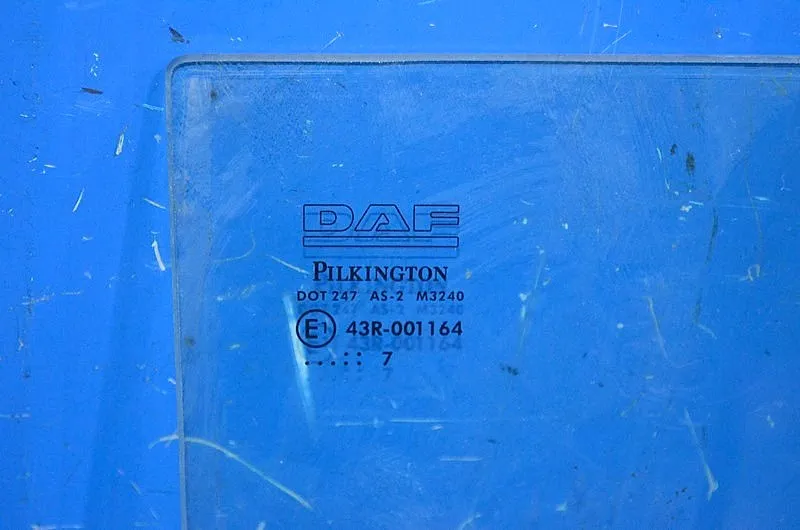 DAF
PILKINGTON
DOT 247 AS-2 M3240
E1 43R-001164
....:: 7